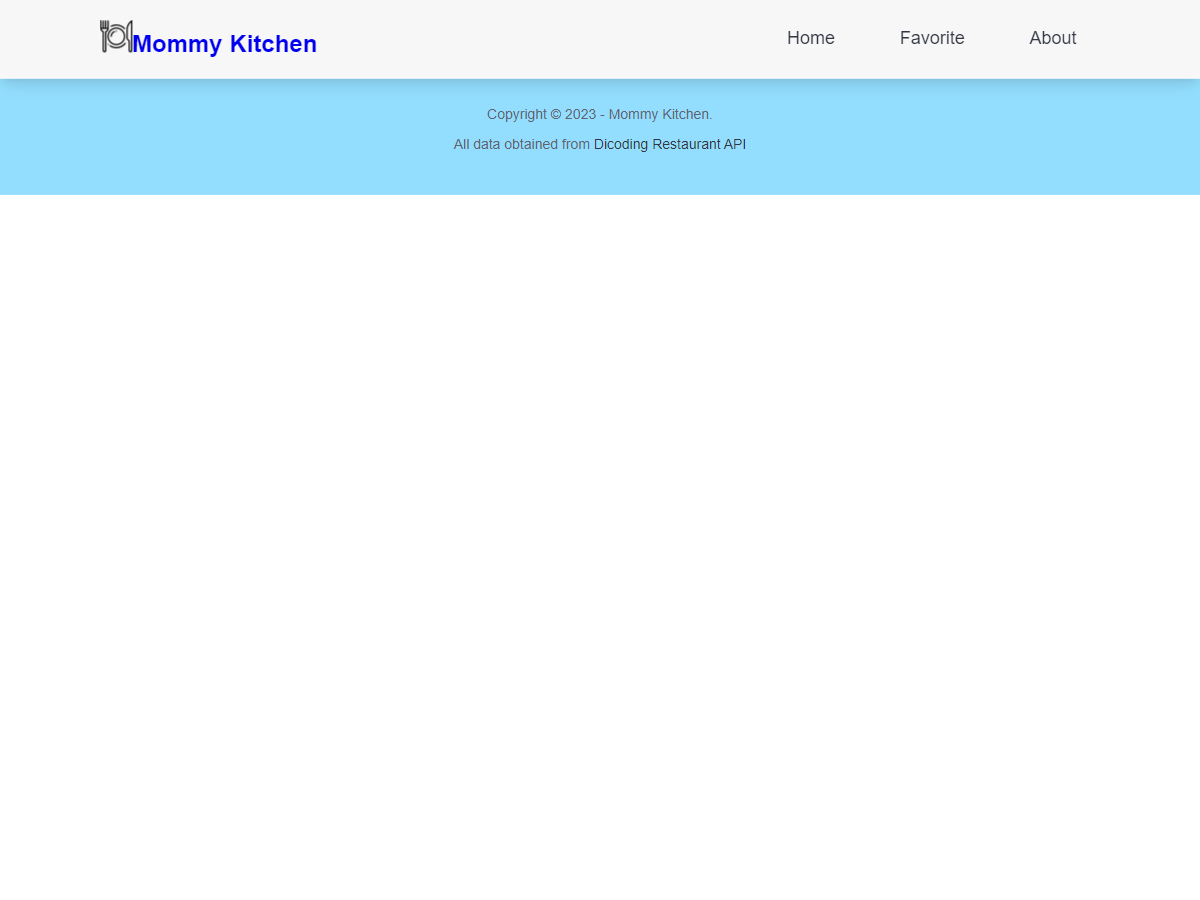 Mommy Kitchen
Home
Favorite
About
Copyright © 2023 - Mommy Kitchen.
All data obtained from Dicoding Restaurant API